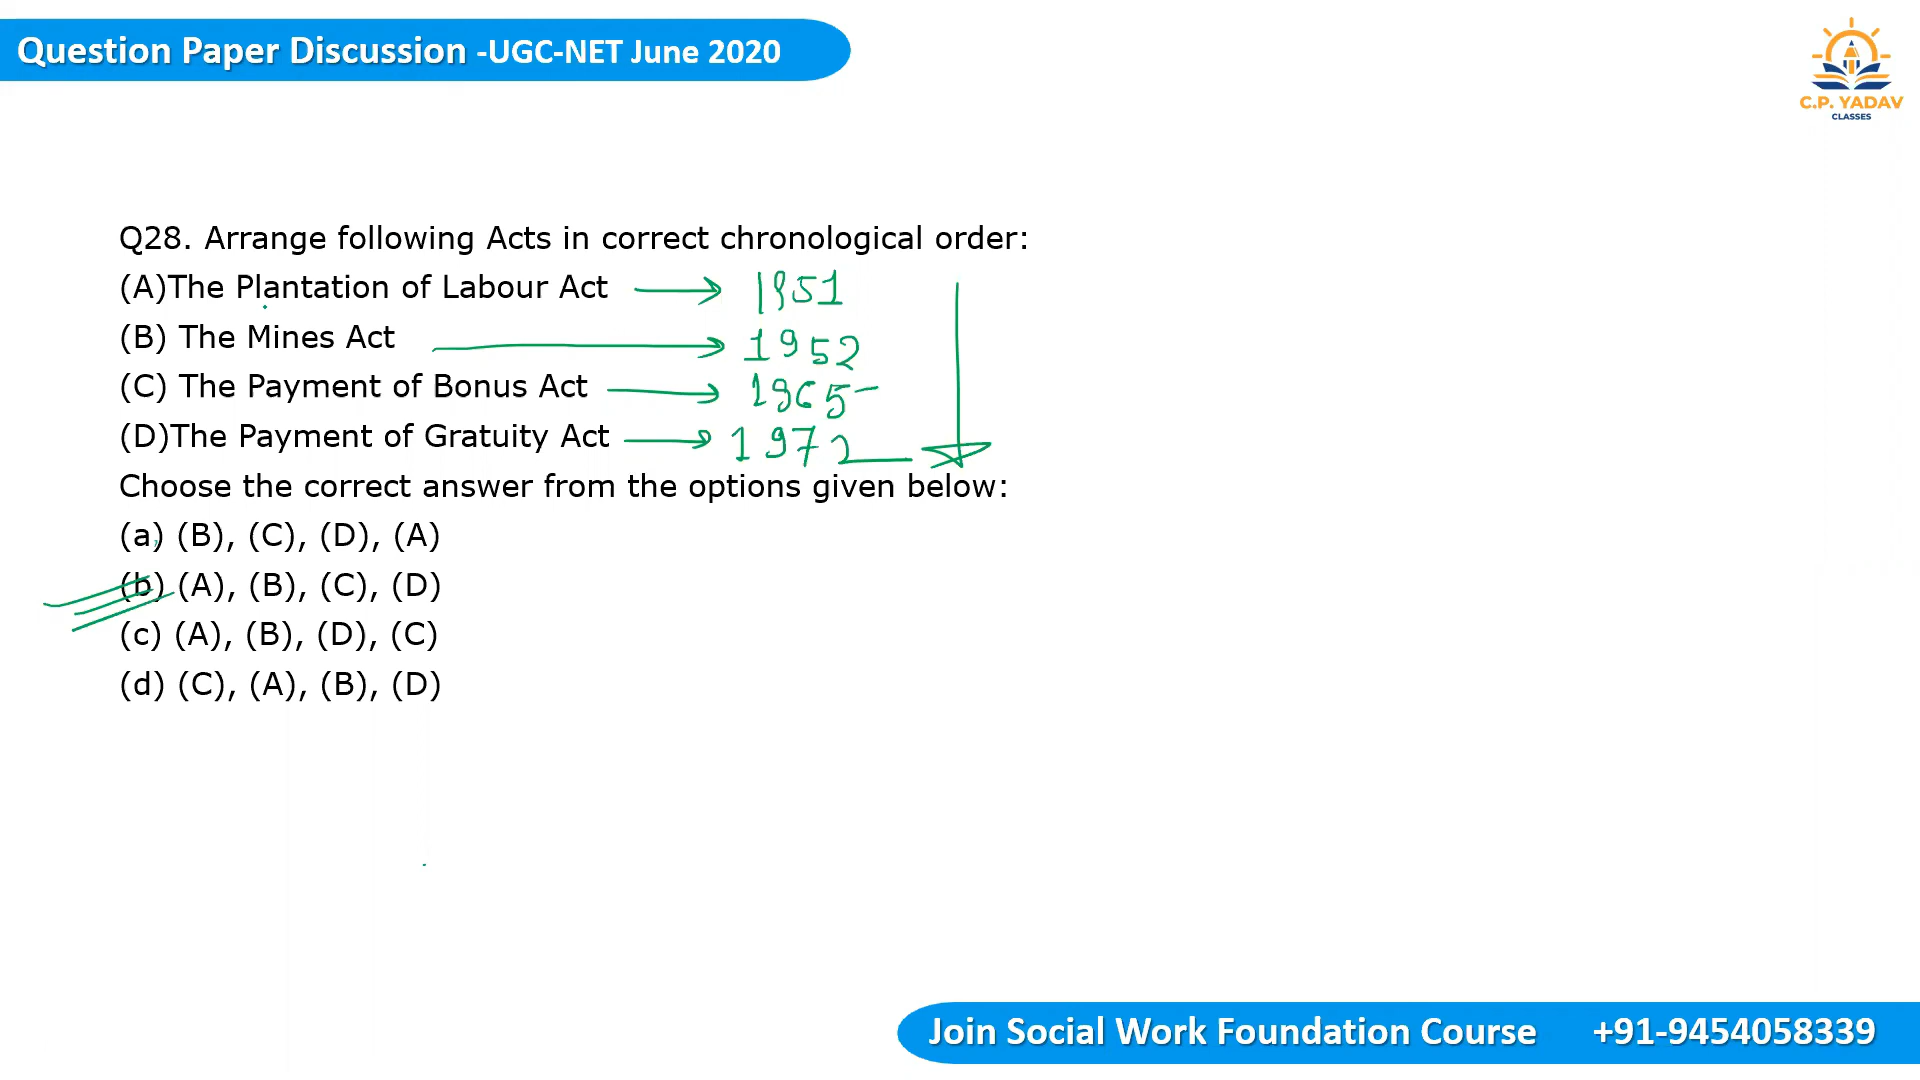 Question Paper Discussion -UGC-NET June 2020
C.P. YADAV
CLASSES
Q28. Arrange following Acts in correct chronological order:
(A)The Plantation of Labour Act 1951
(B) The Mines Act 1952
(C) The Payment of Bonus Act 1965
(D)The Payment of Gratuity Act 1972
Choose the correct answer from the options given below:
(a) (B), (C), (D), (A)
(b) (A), (B), (C), (D)
(c) (A), (B), (D), (C)
(d) (C), (A), (B), (D)
Join Social Work Foundation Course +91-9454058339